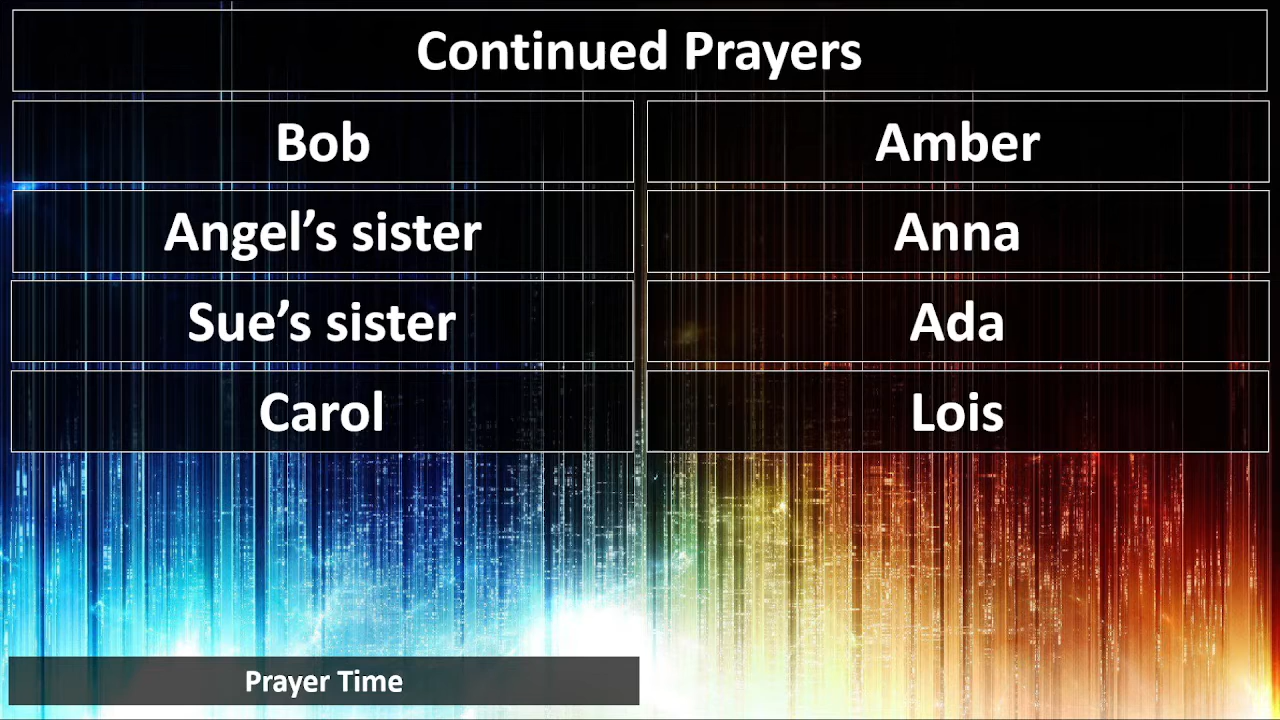 Continued Prayers
Bob
Amber
Angel’s sister
Anna
Sue’s sister
Ada
Carol
Lois
Prayer Time